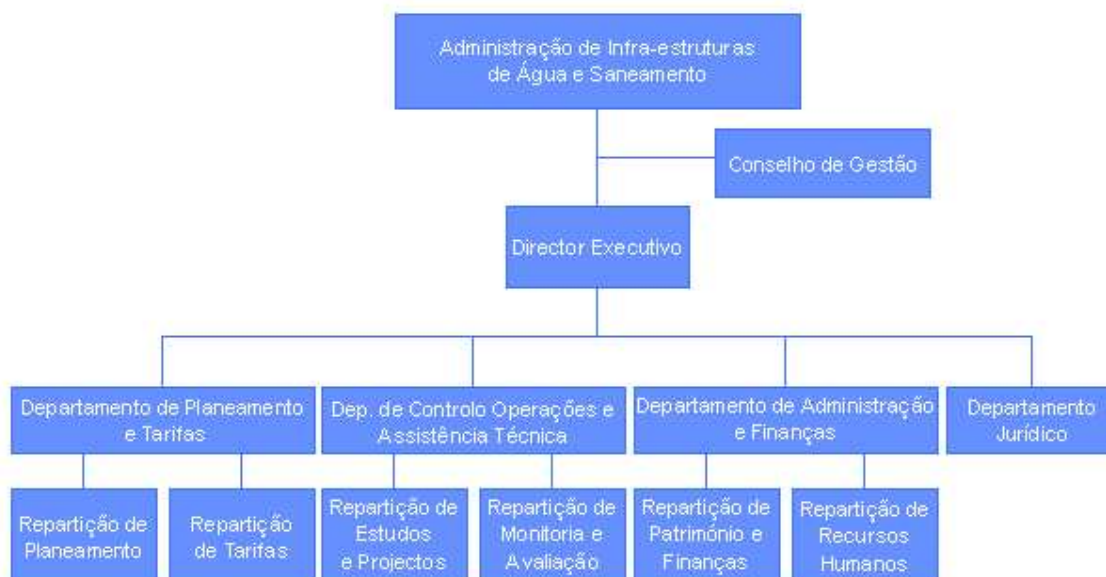 Administração de Infra-estruturas
de Água e Saneamento
Conselho de Gestão
Director Executivo
Departamento de Planeamento
e Tarifas
Dep. de Controlo Operações e
Assistência Técnica
Departamento de Administração
e Finanças
Departamento
Jurídico
Repartição de
Planeamento
Repartição
de Tarifas
Repartição de
Estudos
e Projectos
Repartição de
Monitoria e
Avaliação
Repartição de
Património e
Finanças
Repartição de
Recursos
Humanos